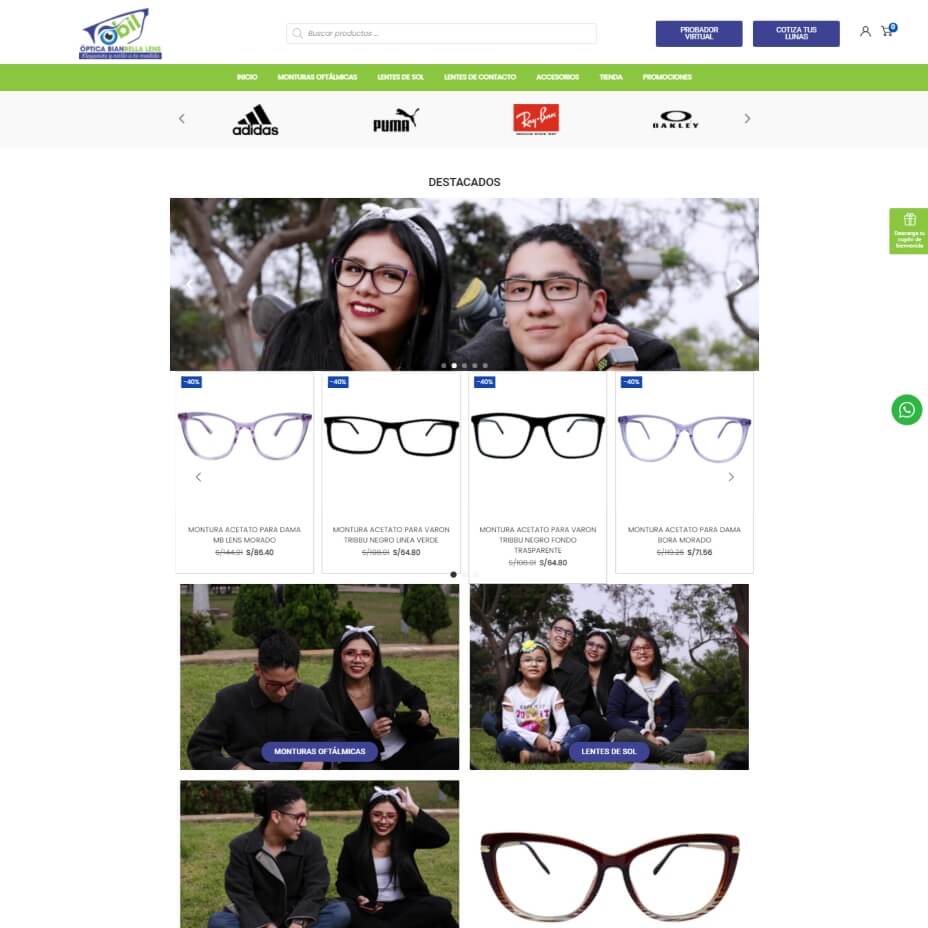 obil
ÓPTICA BIANBELLA LENS
Elegancia y estilo a tu medida
Buscar productos ...
PROBADOR
VIRTUAL
COTIZA TUS
LUNAS
0
INICIO MONTURAS OFTÁLMICAS LENTES DE SOL LENTES DE CONTACTO ACCESORIOS TIENDA PROMOCIONES
adidas
PUMA
Ray-Ban
OAKLEY
DESTACADOS
Descarga tu
cupón de
bienvenida
-40% -40% -40% -40%
MONTURA ACETATO PARA DAMA
MB LENS MORADO
S/144.01 S/86.40
MONTURA ACETATO PARA VARON
TRIBBU NEGRO LINEA VERDE
S/108.01 S/64.80
MONTURA ACETATO PARA VARON
TRIBBU NEGRO FONDO
TRASPARENTE
S/108.01 S/64.80
MONTURA ACETATO PARA DAMA
BORA MORADO
S/119.26 S/71.56
MONTURAS OFTÁLMICAS
LENTES DE SOL